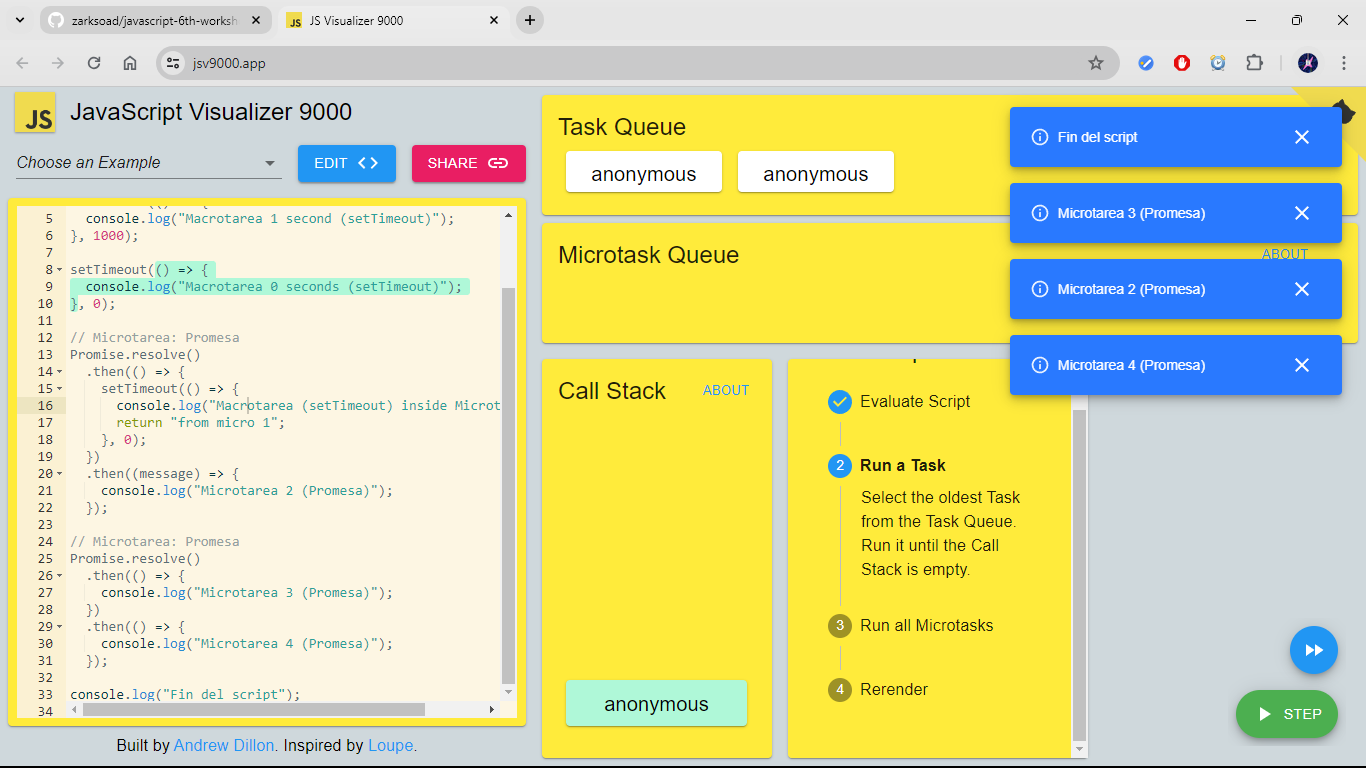 zarksoad/javascript-6th-worksh
JS Visualizer 9000
jsv9000.app
JS
JavaScript Visualizer 9000
Choose an Example
EDIT
SHARE
5 console.log("Macrotarea 1 second (setTimeout)");
6 }, 1000);
7
8 setTimeout(() => {
9 console.log("Macrotarea 0 seconds (setTimeout)");
10 }, 0);
11
12 // Microtarea: Promesa
13 Promise.resolve()
14 .then(() => {
15 setTimeout(() => {
16 console.log("Macrotarea (setTimeout) inside Microt
17 return "from micro 1";
18 }, 0);
19 })
20 .then((message) => {
21 console.log("Microtarea 2 (Promesa)");
22 });
23
24 // Microtarea: Promesa
25 Promise.resolve()
26 .then(() => {
27 console.log("Microtarea 3 (Promesa)");
28 })
29 .then(() => {
30 console.log("Microtarea 4 (Promesa)");
31 });
32
33 console.log("Fin del script");
34
Built by Andrew Dillon. Inspired by Loupe.
Task Queue
anonymous anonymous
Microtask Queue
ABOUT
Fin del script
Microtarea 3 (Promesa)
Microtarea 2 (Promesa)
Microtarea 4 (Promesa)
Call Stack
ABOUT
anonymous
Evaluate Script
2 Run a Task
Select the oldest Task
from the Task Queue.
Run it until the Call
Stack is empty.
3 Run all Microtasks
4 Rerender
STEP